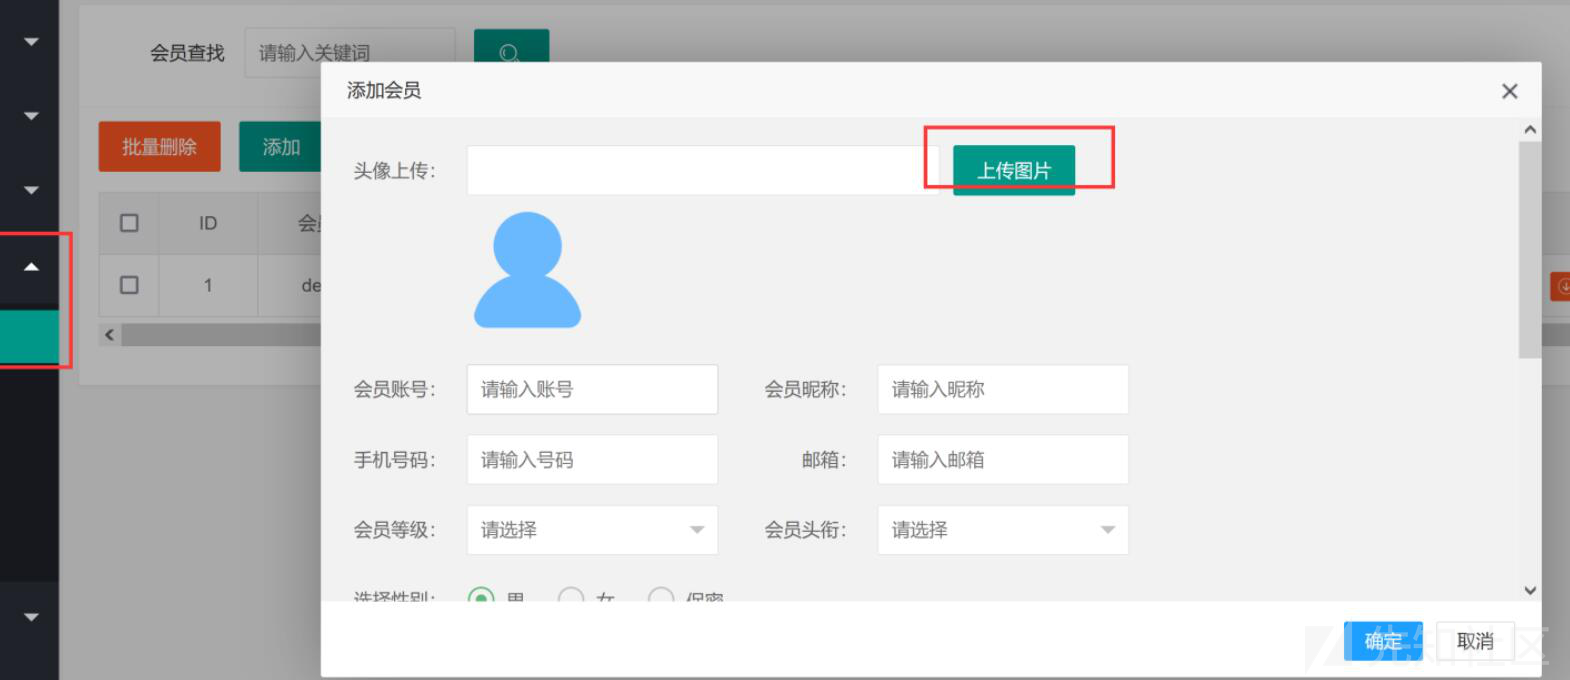 会员查找 请输入关键词
添加会员
批量删除 添加
头像上传： 上传图片
ID
1 de
会员账号： 请输入账号 会员昵称： 请输入昵称
手机号码： 请输入号码 邮箱： 请输入邮箱
会员等级： 请选择 会员头衔： 请选择
选择性别： 男 女 保密
确定 取消
先知社区